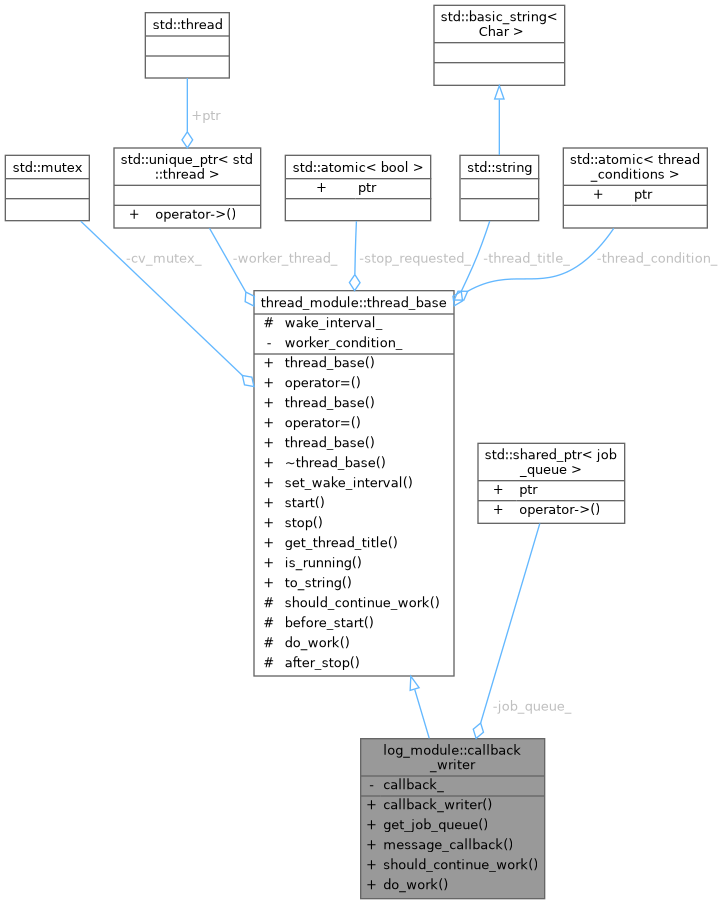 std::thread
std::basic_string<
Char >
+ptr
std::mutex
std::unique_ptr< std
::thread >
+ operator->()
std::atomic< bool >
+ ptr
std::string
std::atomic< thread
_conditions >
+ ptr
-cv_mutex_
-worker_thread_
-stop_requested_
-thread_title_
-thread_condition_
thread_module::thread_base
# wake_interval_
- worker_condition_
+ thread_base()
+ operator=()
+ thread_base()
+ operator=()
+ thread_base()
+ ~thread_base()
+ set_wake_interval()
+ start()
+ stop()
+ get_thread_title()
+ is_running()
+ to_string()
# should_continue_work()
# before_start()
# do_work()
# after_stop()
std::shared_ptr< job
_queue >
+ ptr
+ operator->()
-job_queue_
log_module::callback
_writer
- callback_
+ callback_writer()
+ get_job_queue()
+ message_callback()
+ should_continue_work()
+ do_work()